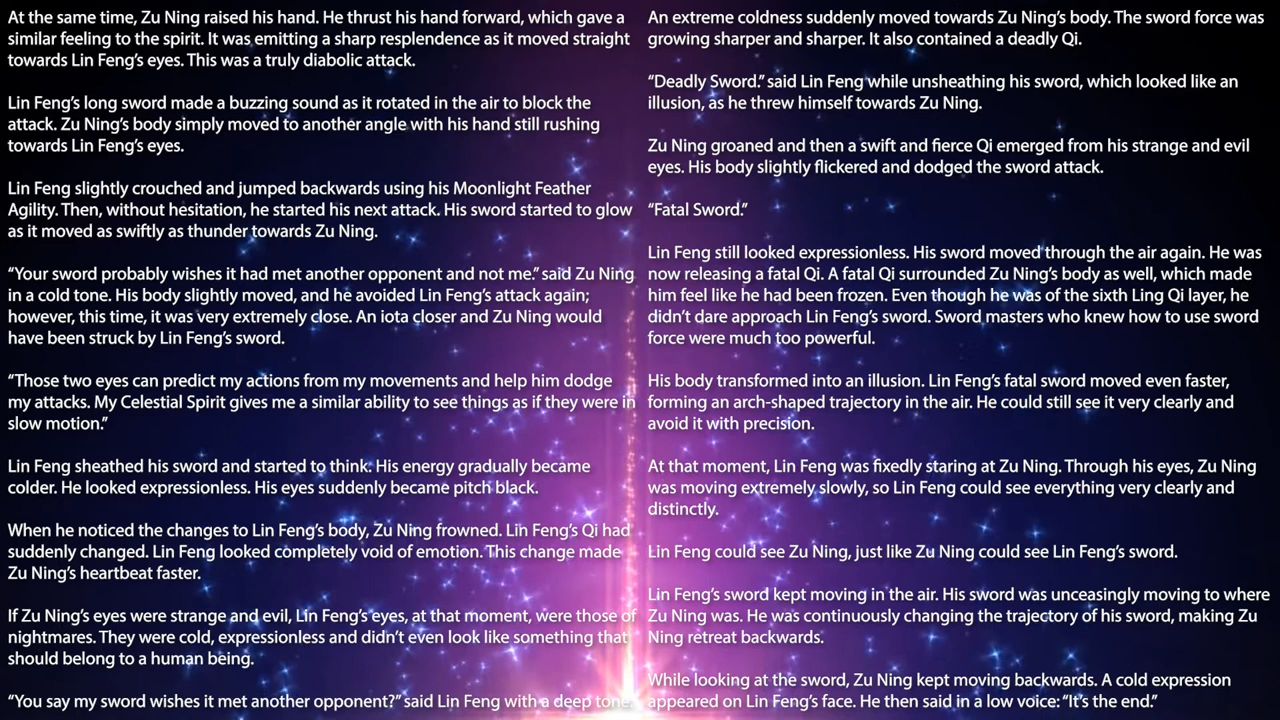 At the same time, Zu Ning raised his hand. He thrust his hand forward, which gave a
similar feeling to the spirit. It was emitting a sharp resplendence as it moved straight
towards Lin Feng’s eyes. This was a truly diabolic attack.
Lin Feng’s long sword made a buzzing sound as it rotated in the air to block the
attack. Zu Ning’s body simply moved to another angle with his hand still rushing
towards Lin Feng’s eyes.
Lin Feng slightly crouched and jumped backwards using his Moonlight Feather
Agility. Then, without hesitation, he started his next attack. His sword started to glow
as it moved as swiftly as thunder towards Zu Ning.
“Your sword probably wishes it had met another opponent and not me.” said Zu Ning
in a cold tone. His body slightly moved, and he avoided Lin Feng’s attack again;
however, this time, it was very extremely close. An iota closer and Zu Ning would
have been struck by Lin Feng’s sword.
“Those two eyes can predict my actions from my movements and help him dodge
my attacks. My Celestial Spirit gives me a similar ability to see things as if they were in
slow motion.”
Lin Feng sheathed his sword and started to think. His energy gradually became
colder. He looked expressionless. His eyes suddenly became pitch black.
When he noticed the changes to Lin Feng’s body, Zu Ning frowned. Lin Feng’s Qi had
suddenly changed. Lin Feng looked completely void of emotion. This change made
Zu Ning’s heartbeat faster.
If Zu Ning’s eyes were strange and evil, Lin Feng’s eyes, at that moment, were those of
nightmares. They were cold, expressionless and didn’t even look like something that
should belong to a human being.
“You say my sword wishes it met another opponent?” said Lin Feng with a deep tone.
An extreme coldness suddenly moved towards Zu Ning’s body. The sword force was
growing sharper and sharper. It also contained a deadly Qi.
“Deadly Sword.” said Lin Feng while unsheathing his sword, which looked like an
illusion, as he threw himself towards Zu Ning.
Zu Ning groaned and then a swift and fierce Qi emerged from his strange and evil
eyes. His body slightly flickered and dodged the sword attack.
“Fatal Sword.”
Lin Feng still looked expressionless. His sword moved through the air again. He was
now releasing a fatal Qi. A fatal Qi surrounded Zu Ning’s body as well, which made
him feel like he had been frozen. Even though he was of the sixth Ling Qi layer, he
didn’t dare approach Lin Feng’s sword. Sword masters who knew how to use sword
force were much too powerful.
His body transformed into an illusion. Lin Feng’s fatal sword moved even faster,
forming an arch-shaped trajectory in the air. He could still see it very clearly and
avoid it with precision.
At that moment, Lin Feng was fixedly staring at Zu Ning. Through his eyes, Zu Ning
was moving extremely slowly, so Lin Feng could see everything very clearly and
distinctly.
Lin Feng could see Zu Ning, just like Zu Ning could see Lin Feng’s sword.
Lin Feng’s sword kept moving in the air. His sword was unceasingly moving to where
Zu Ning was. He was continuously changing the trajectory of his sword, making Zu
Ning retreat backwards.
While looking at the sword, Zu Ning kept moving backwards. A cold expression
appeared on Lin Feng’s face. He then said in a low voice: “It’s the end.”